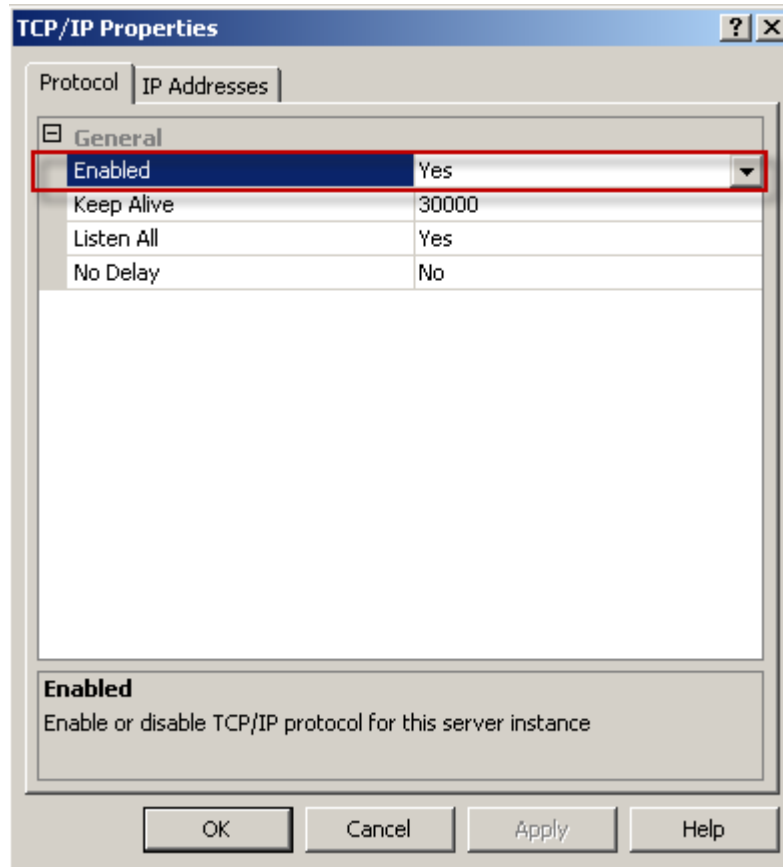 TCP/IP Properties
Protocol IP Addresses
General
Enabled Yes
Keep Alive 30000
Listen All Yes
No Delay No
Enabled
Enable or disable TCP/IP protocol for this server instance
OK Cancel Apply Help